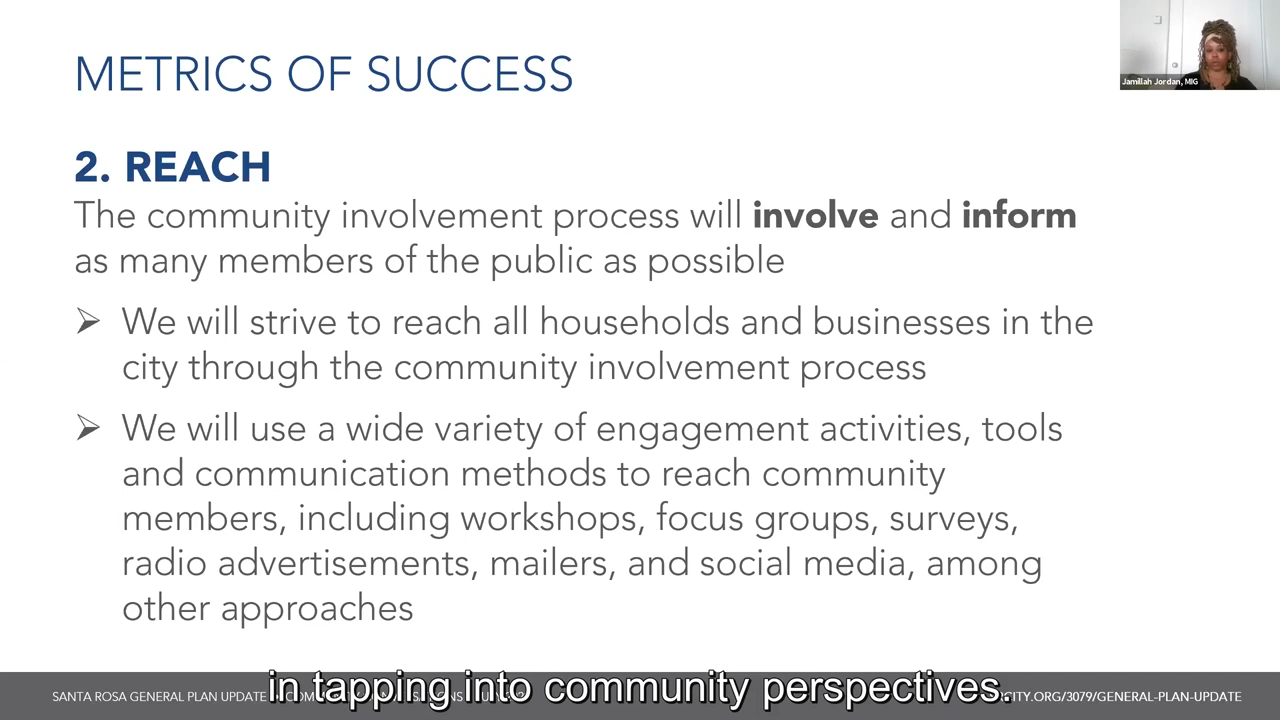 METRICS OF SUCCESS
Jamillah Jordan, MIG
2. REACH
The community involvement process will involve and inform
as many members of the public as possible
➢ We will strive to reach all households and businesses in the
city through the community involvement process
➢ We will use a wide variety of engagement activities, tools
and communication methods to reach community
members, including workshops, focus groups, surveys,
radio advertisements, mailers, and social media, among
other approaches
in tapping into community perspectives.
SANTA ROSA GENERAL PLAN UPDATE
CITY.ORG/3079/GENERAL-PLAN-UPDATE